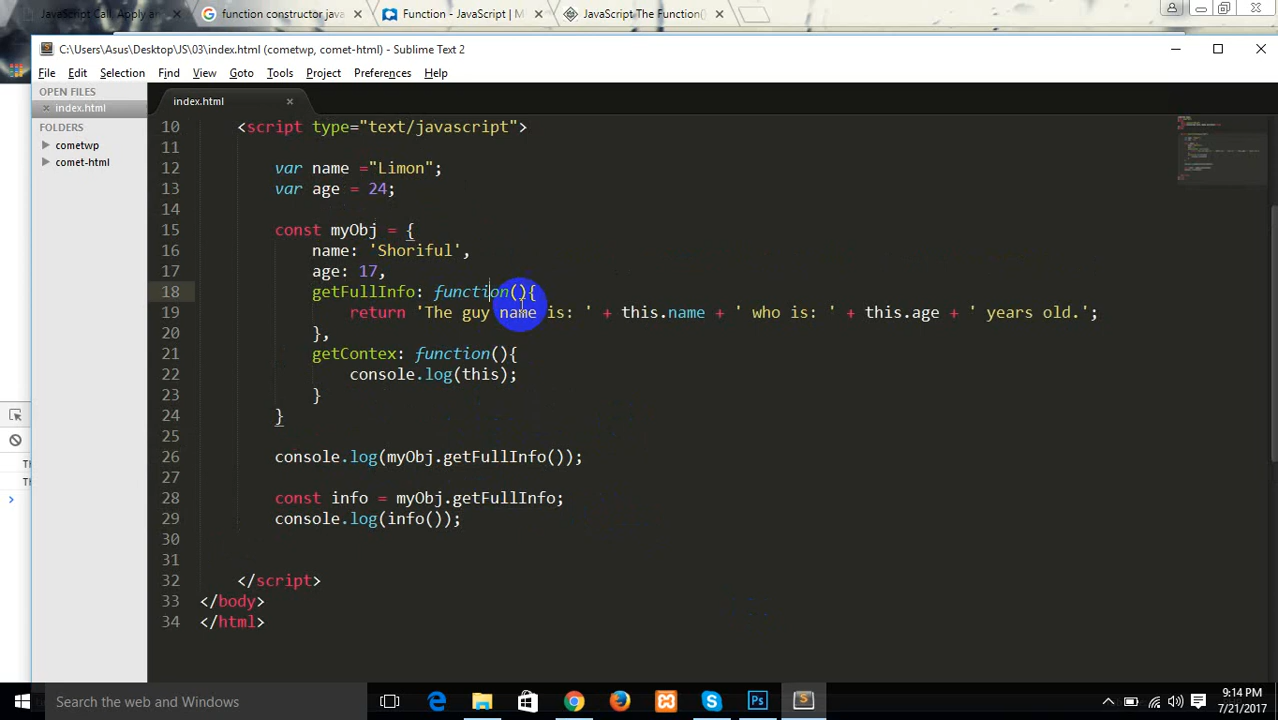 JavaScript Call, Apply an
function constructor java
Function - JavaScript | M
JavaScript The Function()
C:\Users\Asus\Desktop\JS\03\index.html (cometwp, comet-html) - Sublime Text 2
File Edit Selection Find View Goto Tools Project Preferences Help
OPEN FILES
index.html
FOLDERS
cometwp
comet-html
index.html
10 <script type="text/javascript">
11
12 var name ="Limon";
13 var age = 24;
14
15 const myObj = {
16 name: 'Shoriful',
17 age: 17,
18 getFullInfo: function(){
19 return 'The guy name is: ' + this.name + ' who is: ' + this.age + ' years old.';
20 },
21 getContex: function(){
22 console.log(this);
23 }
24 }
25
26 console.log(myObj.getFullInfo());
27
28 const info = myObj.getFullInfo;
29 console.log(info());
30
31
32 </script>
33 </body>
34 </html>
Th
Th
Search the web and Windows
9:14 PM
7/21/2017